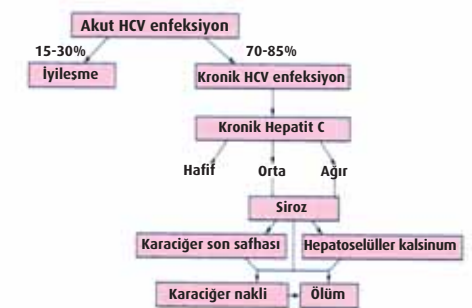 Akut HCV enfeksiyon
15-30%
70-85%
İyileşme
Kronik HCV enfeksiyon
Kronik Hepatit C
Hafif
Orta
Ağır
Siroz
Karaciğer son safhası
Hepatoselüller kalsinum
Karaciğer nakli
Ölüm